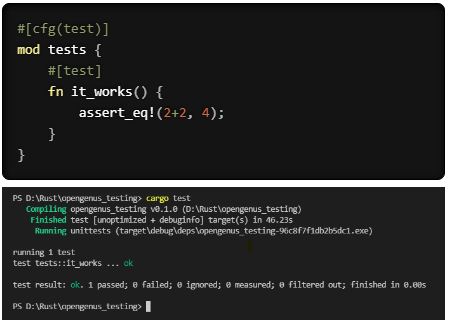 #[cfg(test)]
mod tests {
    #[test]
    fn it_works() {
        assert_eq!(2+2, 4);
    }
}
PS D:\Rust\opengenus_testing> cargo test
   Compiling opengenus_testing v0.1.0 (D:\Rust\opengenus_testing)
    Finished test [unoptimized + debuginfo] target(s) in 46.23s
     Running unittests (target\debug\deps\opengenus_testing-96c8f7f1db2b5dc1.exe)
running 1 test
test tests::it_works ... ok
test result: ok. 1 passed; 0 failed; 0 ignored; 0 measured; 0 filtered out; finished in 0.00s
PS D:\Rust\opengenus_testing>